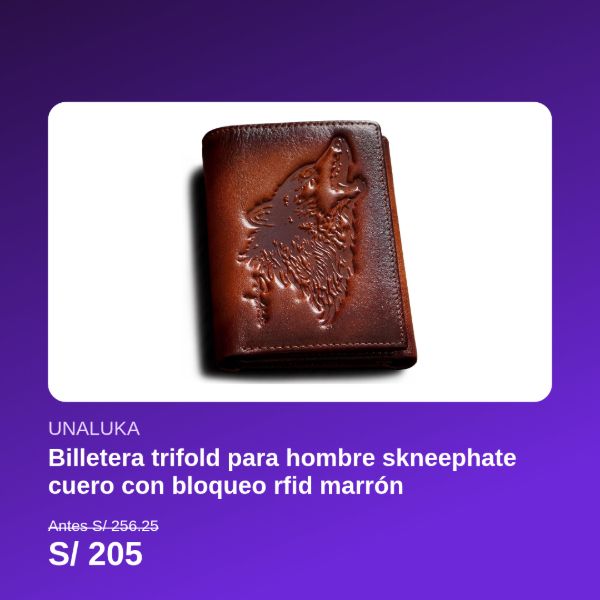 UNALUKA
Billetera trifold para hombre skneephate
cuero con bloqueo rfid marrón
Antes S/ 256.25
S/ 205